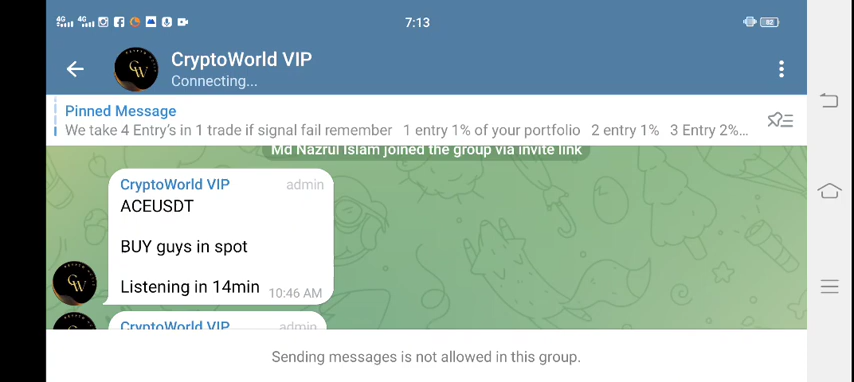 4G 4G 7:13 82
CryptoWorld VIP
Connecting...
Pinned Message
We take 4 Entry's in 1 trade if signal fail remember 1 entry 1% of your portfolio 2 entry 1% 3 Entry 2%...
Md Nazrul Islam joined the group via invite link
CryptoWorld VIP admin
ACEUSDT
BUY guys in spot
Listening in 14min 10:46 AM
CryptoWorld VIP admin
Sending messages is not allowed in this group.